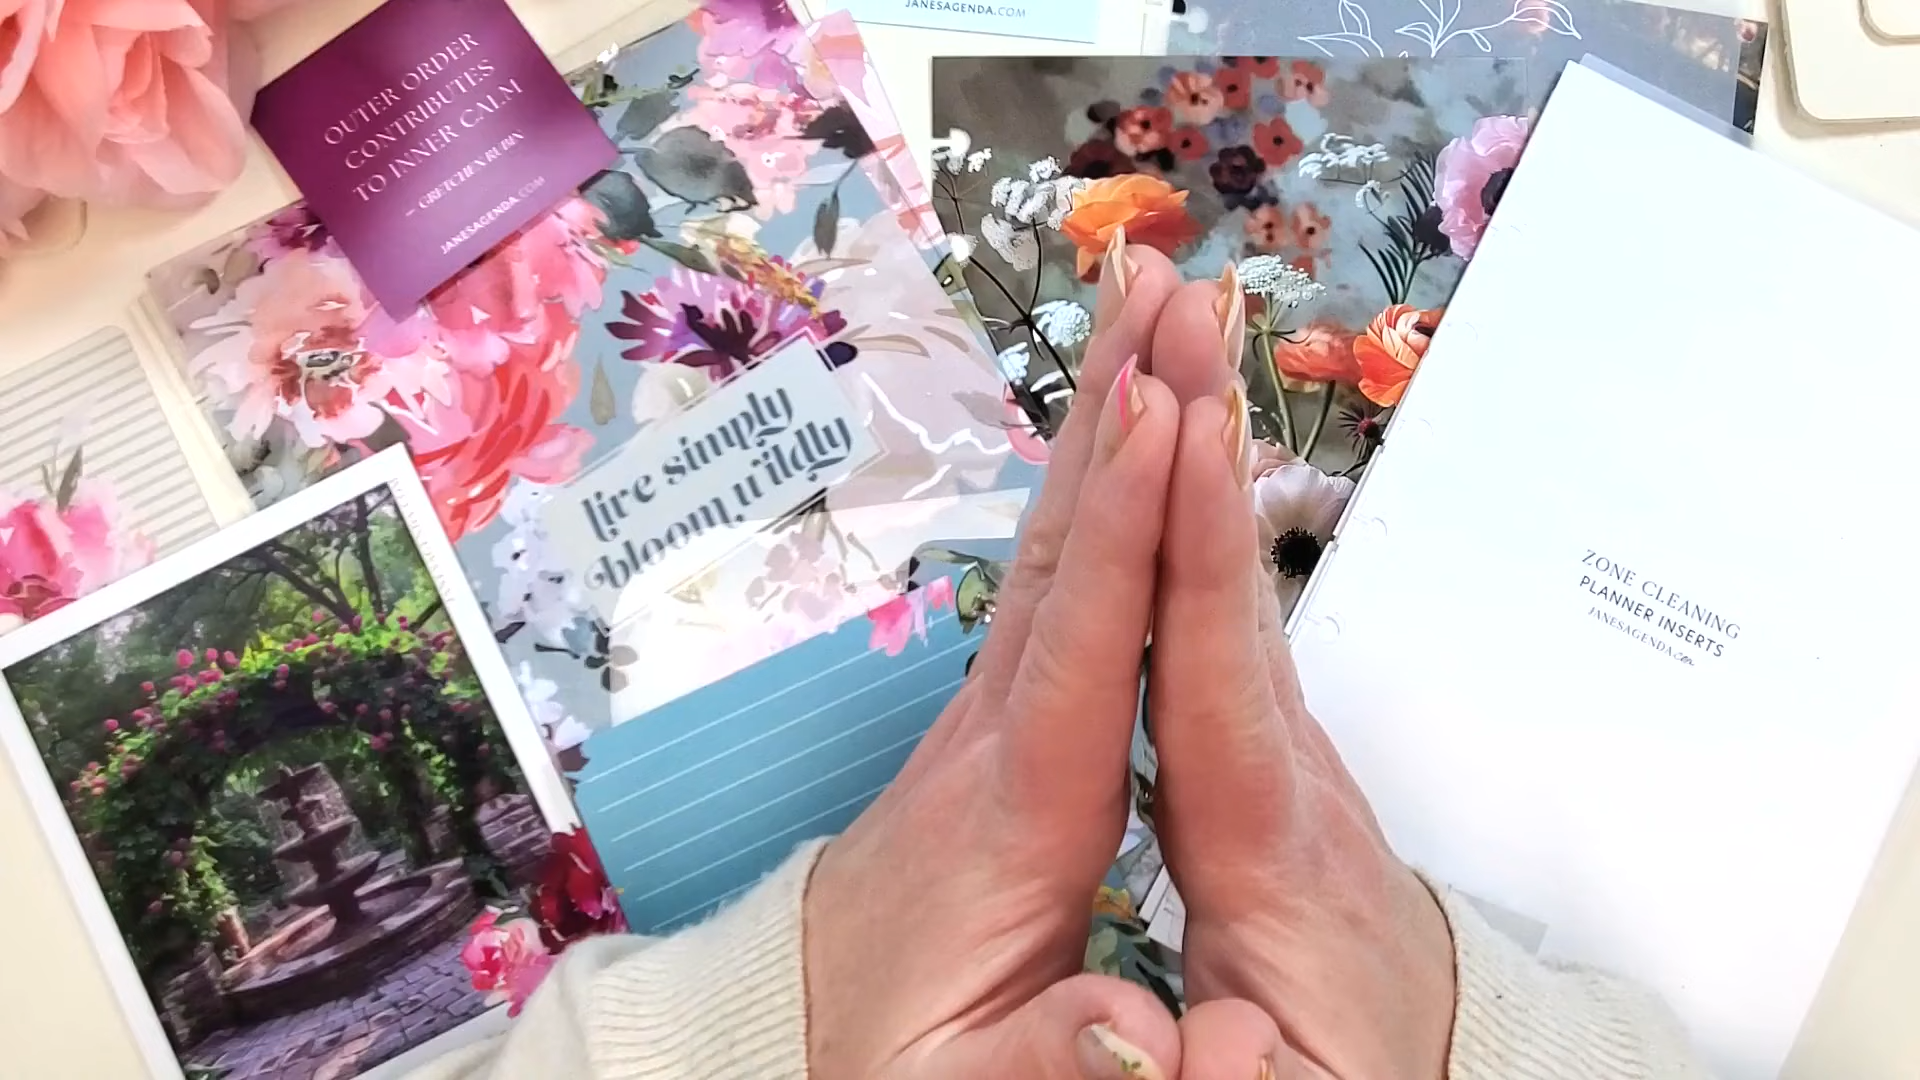 JANESAGENDA.COM
OUTER ORDER
CONTRIBUTES
TO INNER CALM
– GRETCHEN RUBIN
JANESAGENDA.COM
live simply
bloom wildly
ZONE CLEANING
PLANNER INSERTS
JANESAGENDA.com